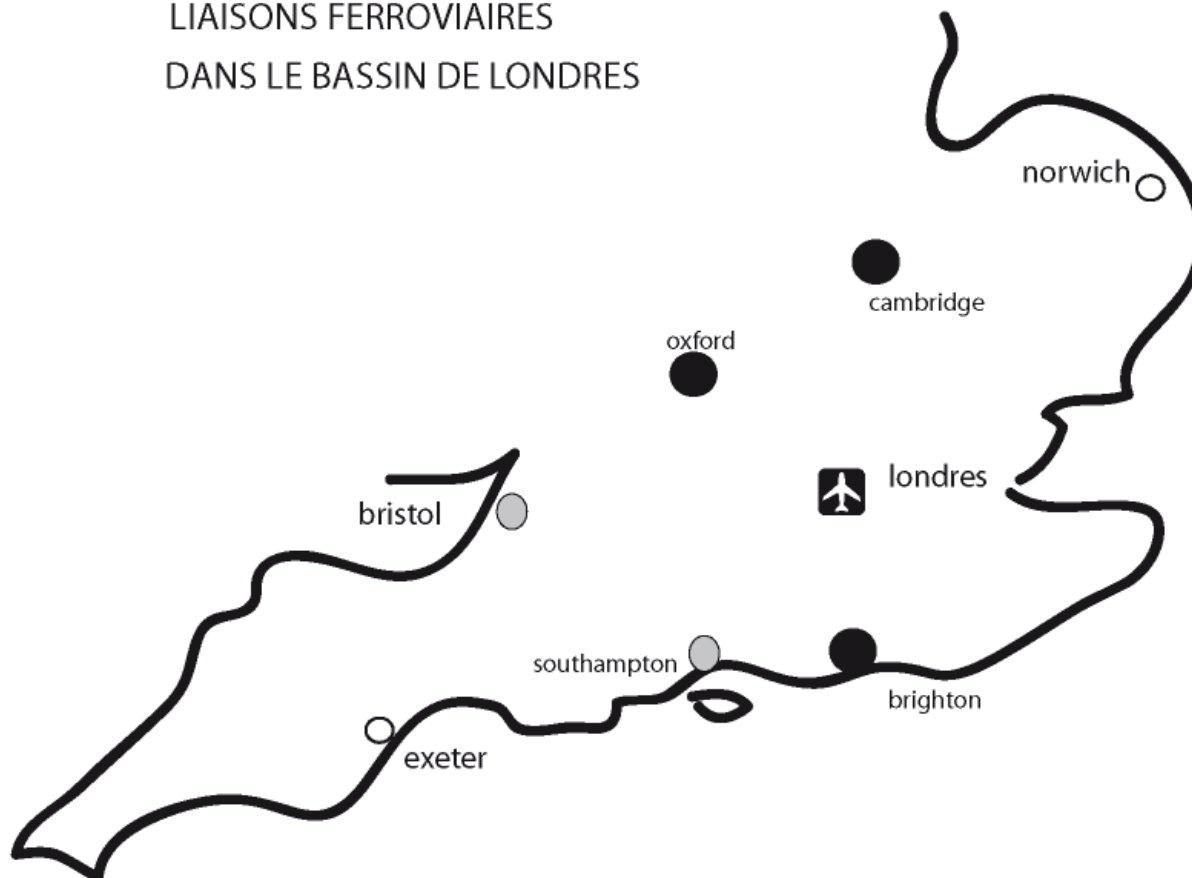 LIAISONS FERROVIAIRES
DANS LE BASSIN DE LONDRES
norwich
cambridge
oxford
londres
bristol
southampton
brighton
exeter